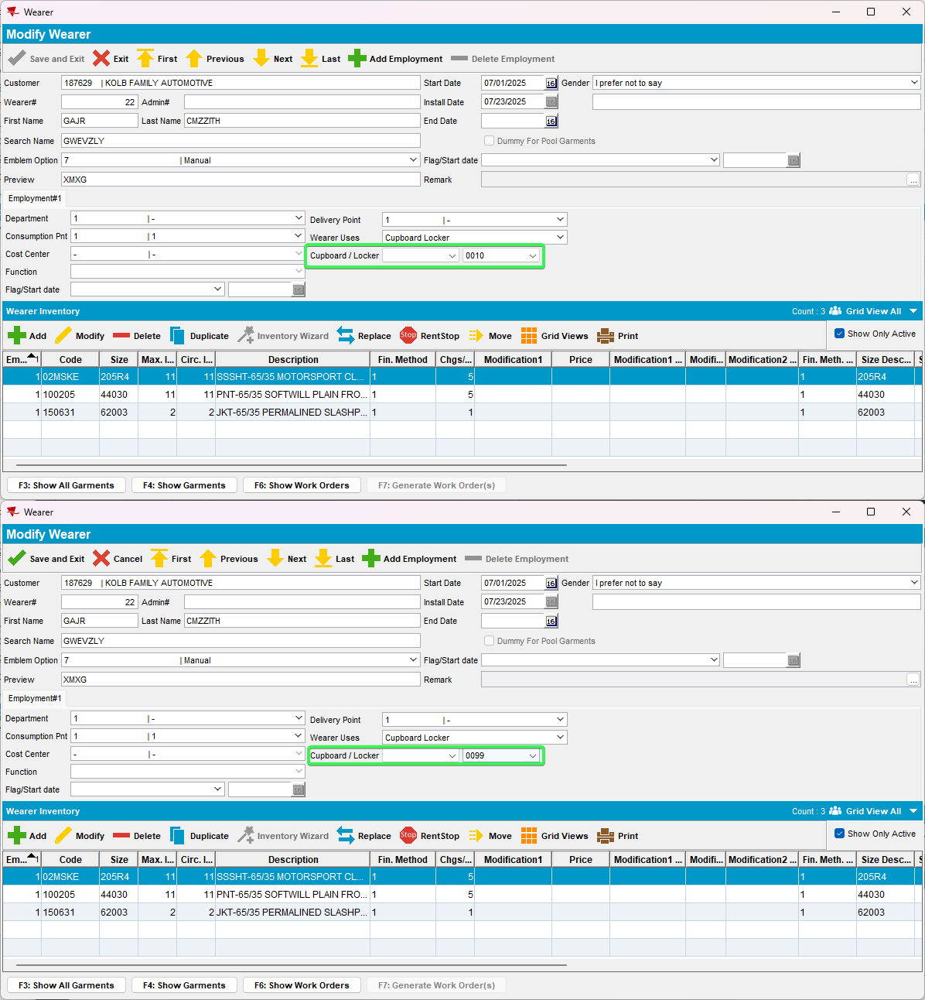 Wearer
Modify Wearer
Save and Exit Exit First Previous Next Last Add Employment Delete Employment
Customer 187629 | KOLB FAMILY AUTOMOTIVE Start Date 07/01/2025 16 Gender I prefer not to say
Wearer# 22 Admin# Install Date 07/23/2025 16
First Name GAJR Last Name CMZZITH End Date 16
Search Name GWEVZLY Dummy For Pool Garments
Emblem Option 7 | Manual Flag/Start date 16
Preview XMXG Remark ...
Employment#1
Department 1 | - Delivery Point 1 | -
Consumption Pnt 1 | 1 Wearer Uses Cupboard Locker
Cost Center - | - Cupboard / Locker 0010
Function
Flag/Start date 16
Wearer Inventory Count : 3 Grid View All
Add Modify Delete Duplicate Inventory Wizard Replace Stop RentStop Move Grid Views Print Show Only Active
Em... 1 Code Size Max. I... Circ. I... Description Fin. Method Chgs/... Modification1 Price Modification1 ... Modifi... Modification2 ... Fin. Meth. ... Size Desc... S
1 02MSKE 205R4 11 11 SSSHT-65/35 MOTORSPORT CL... 1 5 1 205R4
1 100205 44030 11 11 PNT-65/35 SOFTWILL PLAIN FRO... 1 5 1 44030
1 150631 62003 2 2 JKT-65/35 PERMALINED SLASHP... 1 1 1 62003
F3: Show All Garments F4: Show Garments F6: Show Work Orders F7: Generate Work Order(s)
Wearer
Modify Wearer
Save and Exit Cancel First Previous Next Last Add Employment Delete Employment
Customer 187629 | KOLB FAMILY AUTOMOTIVE Start Date 07/01/2025 16 Gender I prefer not to say
Wearer# 22 Admin# Install Date 07/23/2025 16
First Name GAJR Last Name CMZZITH End Date 16
Search Name GWEVZLY Dummy For Pool Garments
Emblem Option 7 | Manual Flag/Start date 16
Preview XMXG Remark ...
Employment#1
Department 1 | - Delivery Point 1 | -
Consumption Pnt 1 | 1 Wearer Uses Cupboard Locker
Cost Center - | - Cupboard / Locker 0099
Function
Flag/Start date 16
Wearer Inventory Count : 3 Grid View All
Add Modify Delete Duplicate Inventory Wizard Replace Stop RentStop Move Grid Views Print Show Only Active
Em... 1 Code Size Max. I... Circ. I... Description Fin. Method Chgs/... Modification1 Price Modification1 ... Modifi... Modification2 ... Fin. Meth. ... Size Desc... S
1 02MSKE 205R4 11 11 SSSHT-65/35 MOTORSPORT CL... 1 5 1 205R4
1 100205 44030 11 11 PNT-65/35 SOFTWILL PLAIN FRO... 1 5 1 44030
1 150631 62003 2 2 JKT-65/35 PERMALINED SLASHP... 1 1 1 62003
F3: Show All Garments F4: Show Garments F6: Show Work Orders F7: Generate Work Order(s)